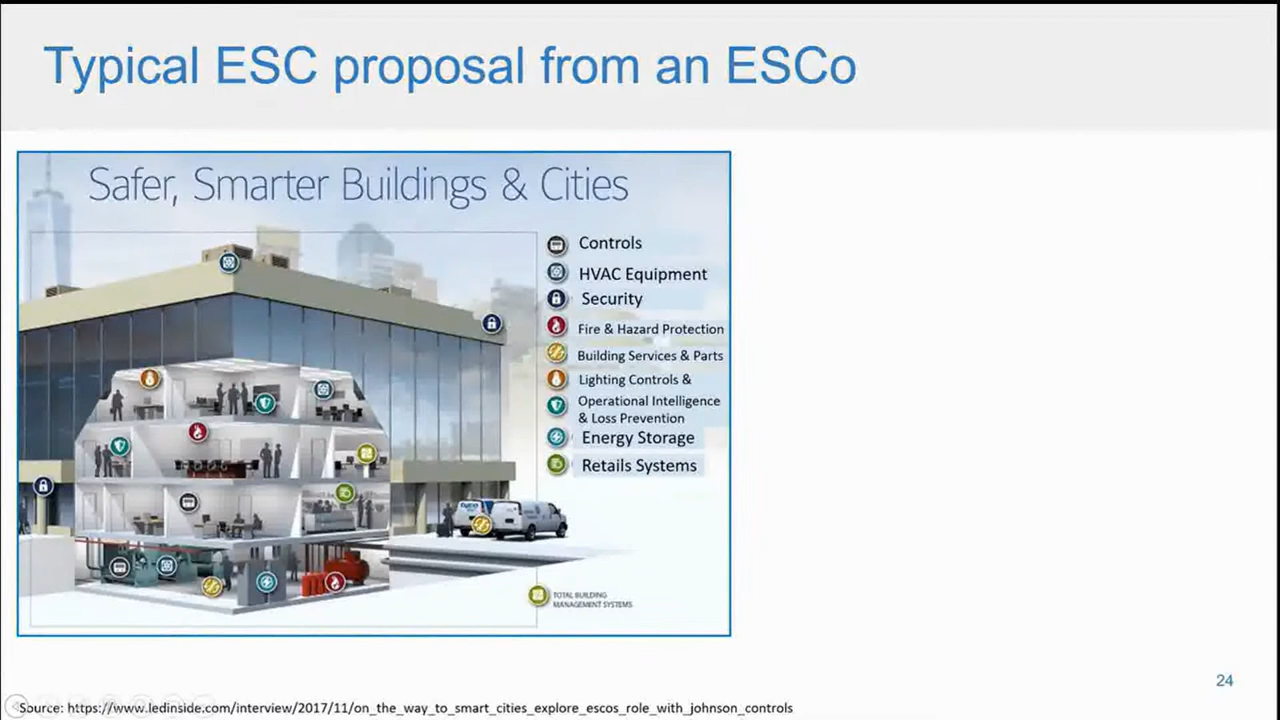 Typical ESC proposal from an ESCo
Safer, Smarter Buildings & Cities
Controls
HVAC Equipment
Security
Fire & Hazard Protection
Building Services & Parts
Lighting Controls &
Operational Intelligence
& Loss Prevention
Energy Storage
Retails Systems
tyco
TOTAL BUILDING
MANAGEMENT SYSTEMS
24
Source: https://www.ledinside.com/interview/2017/11/on_the_way_to_smart_cities_explore_escos_role_with_johnson_controls